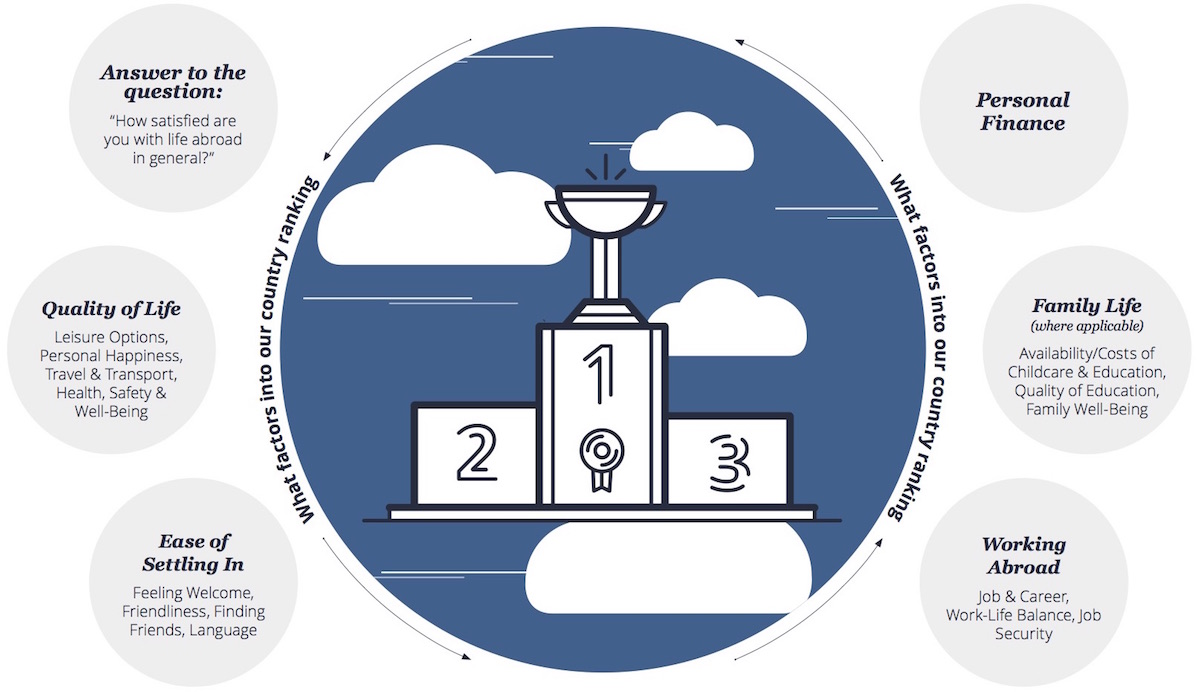 Answer to the
question:
“How satisfied are
you with life abroad
in general?“
Quality of Life
Leisure Options,
Personal Happiness,
Travel & Transport,
Health, Safety &
Well-Being
Ease of
Settling In
Feeling Welcome,
Friendliness, Finding
Friends, Language
What factors into our country ranking
1
2
3
What factors into our country ranking
Personal
Finance
Family Life
(where applicable)
Availability/Costs of
Childcare & Education,
Quality of Education,
Family Well-Being
Working
Abroad
Job & Career,
Work-Life Balance, Job
Security